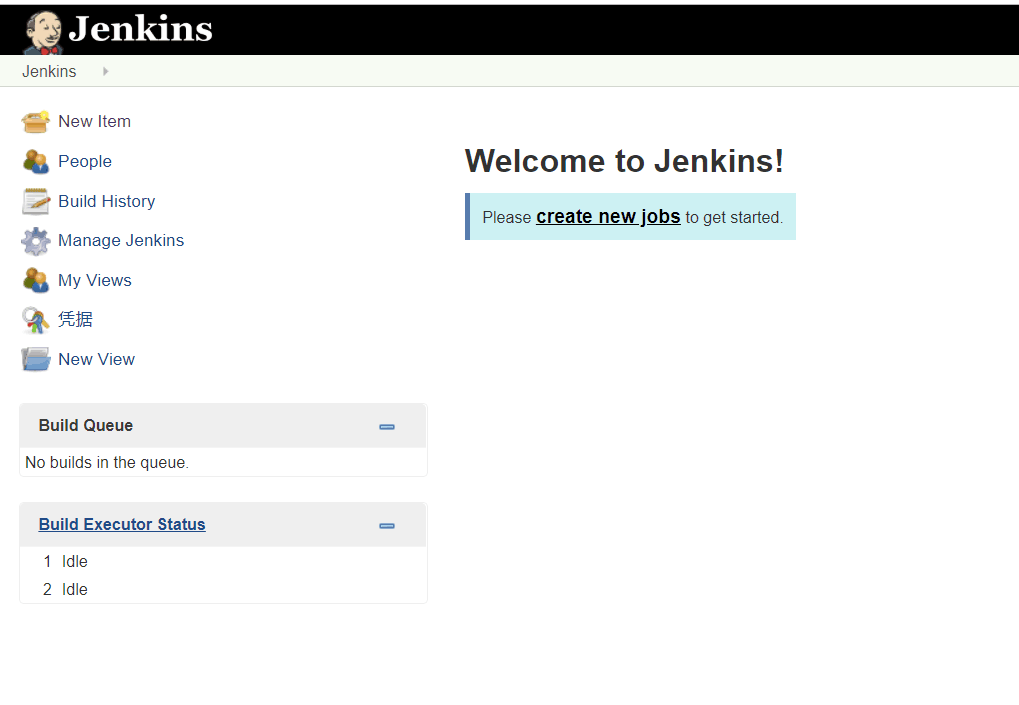 Jenkins
Jenkins
New Item
People
Build History
Manage Jenkins
My Views
凭据
New View
Build Queue
No builds in the queue.
Build Executor Status
1 Idle
2 Idle
Welcome to Jenkins!
Please create new jobs to get started.